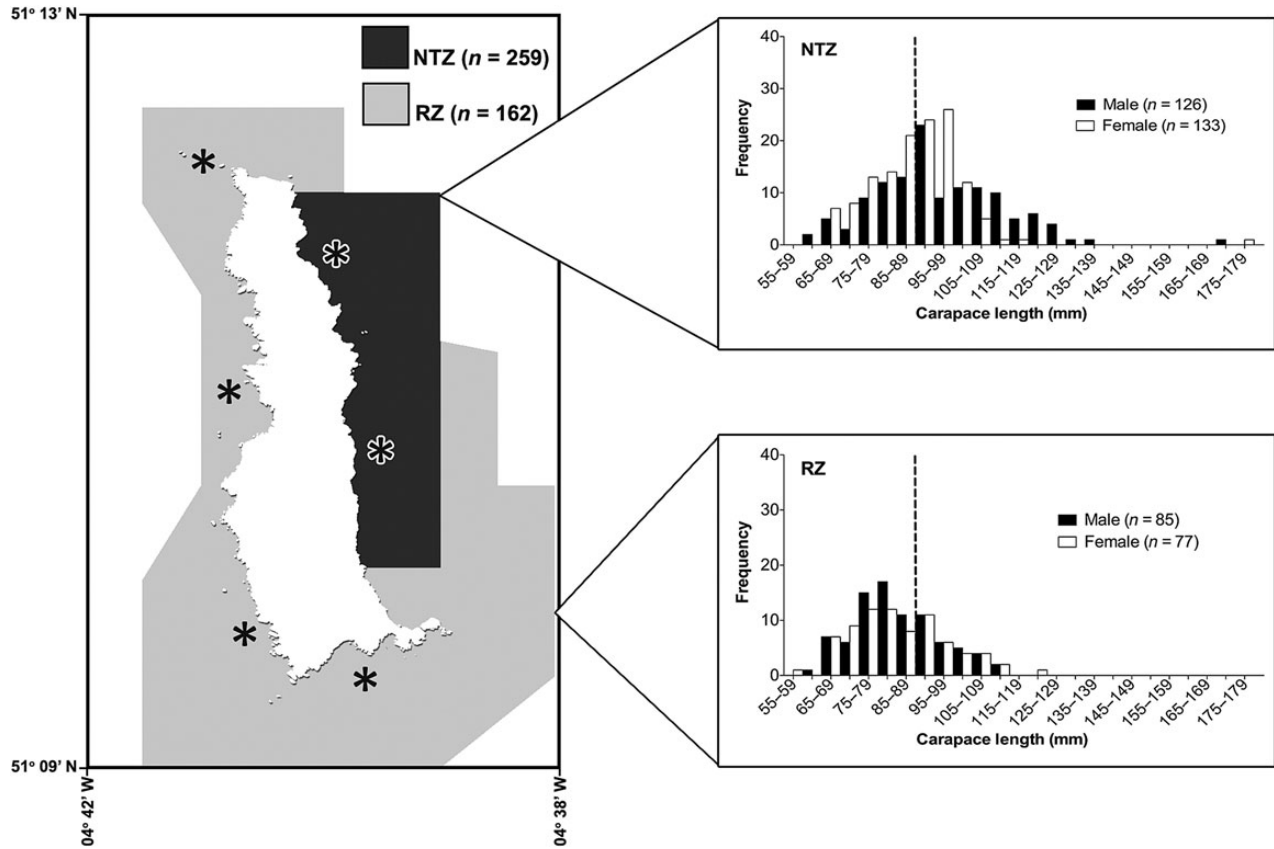 51° 13' N
NTZ (n = 259)
RZ (n = 162)
51° 09' N
04° 42' W
04° 38' W
NTZ
Male (n = 126)
Female (n = 133)
Frequency
40
30
20
10
0
55–59
65–69
75–79
85–89
95–99
105–109
115–119
125–129
135–139
145–149
155–159
165–169
175–179
Carapace length (mm)
RZ
Male (n = 85)
Female (n = 77)
Frequency
40
30
20
10
0
55–59
65–69
75–79
85–89
95–99
105–109
115–119
125–129
135–139
145–149
155–159
165–169
175–179
Carapace length (mm)